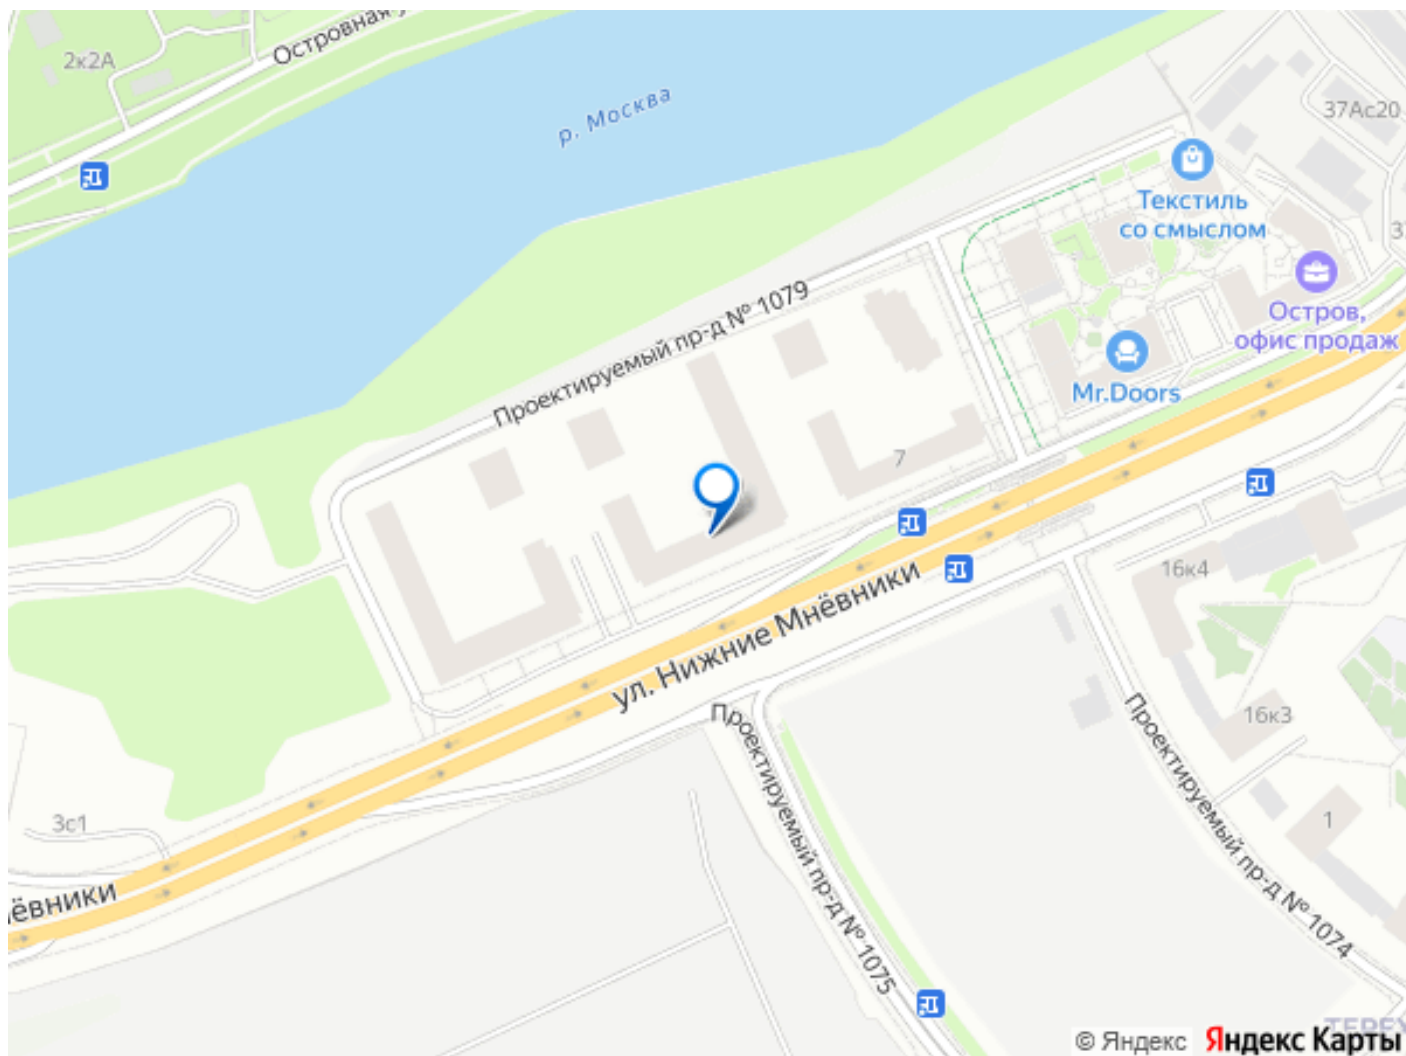 Островная
2к2А
р. Москва
37Ас20
Текстиль
со смыслом
Остров,
офис продаж
Проектируемый пр-д № 1079
Mr.Doors
7
16к4
ул. Нижние Мнёвники
16к3
Проектируемый пр-д № 1075
Проектируемый пр-д № 1074
3с1
1
ёвники
© Яндекс
Яндекс Карты